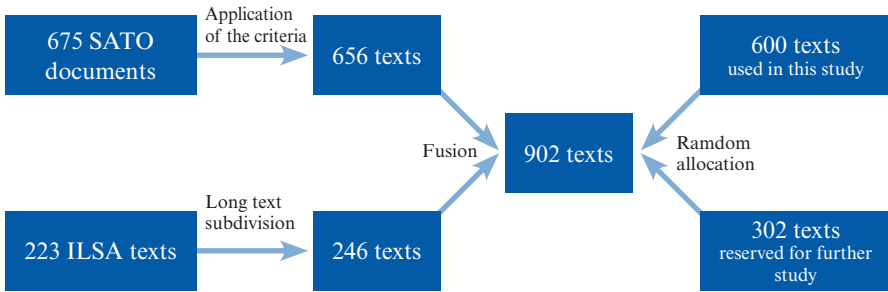 675 SATO
documents
Application
of the criteria
656 texts
600 texts
used in this study
Fusion
902 texts
Ramdom
allocation
223 ILSA texts
Long text
subdivision
246 texts
302 texts
reserved for further
study